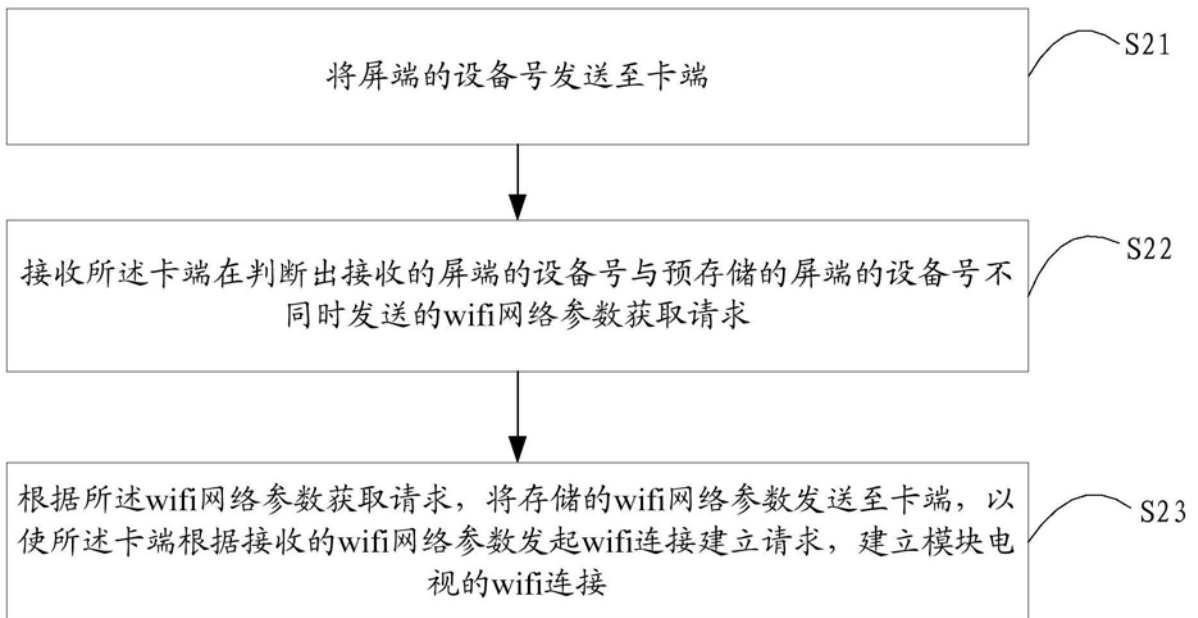 将屏端的设备号发送至卡端
S21
接收所述卡端在判断出接收的屏端的设备号与预存储的屏端的设备号不
同时发送的wifi网络参数获取请求
S22
根据所述wifi网络参数获取请求，将存储的wifi网络参数发送至卡端，以
使所述卡端根据接收的wifi网络参数发起wifi连接建立请求，建立模块电
视的wifi连接
S23